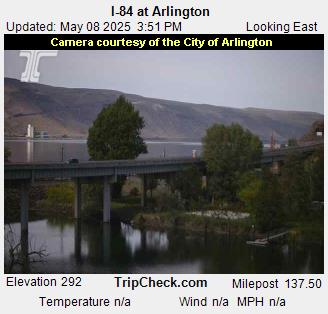 I-84 at Arlington
Updated: May 08 2025 3:51 PM Looking East
Camera courtesy of the City of Arlington
Elevation 292 TripCheck.com Milepost 137.50
Temperature n/a Wind n/a MPH n/a